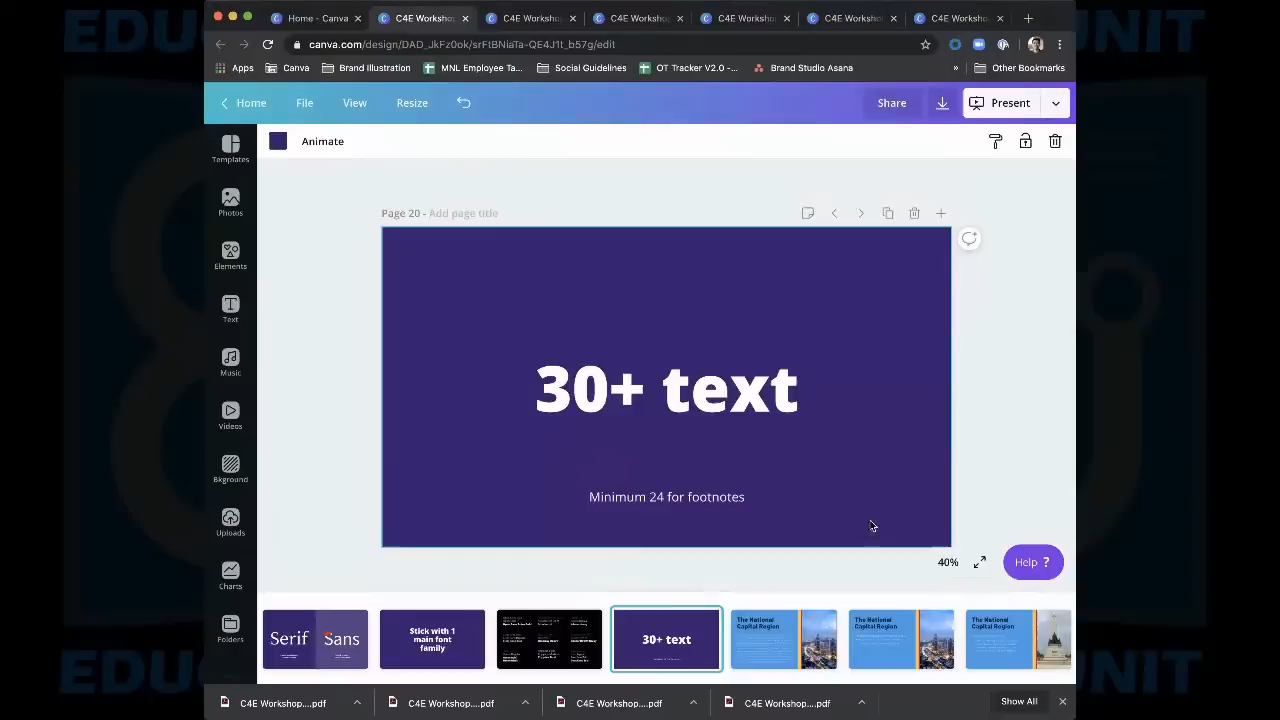 EDU
UNIT
Home - Canva
C4E Workshop
C4E Worksho
C4E Worksho
C4E Worksho
C4E Worksho
C4E Worksho
canva.com/design/DAD_JkFz0ok/srFtBNiaTa-QE4J1t_b57g/edit
Apps
Canva
Brand Illustration
MNL Employee Ta...
Social Guidelines
OT Tracker V2.0 -...
Brand Studio Asana
»
Other Bookmarks
Home
File
View
Resize
Share
Present
Animate
Templates
Photos
Elements
Text
Music
Videos
Bkground
Uploads
Charts
Folders
Page 20 - Add page title
30+ text
Minimum 24 for footnotes
40%
Help ?
Serif
Sans
Stick with 1
main font
family
30+ text
The National
Capital Region
The National
Capital Region
The National
Capital Region
C4E Workshop....pdf
C4E Workshop....pdf
C4E Workshop....pdf
C4E Workshop....pdf
Show All
EDU
UNIT